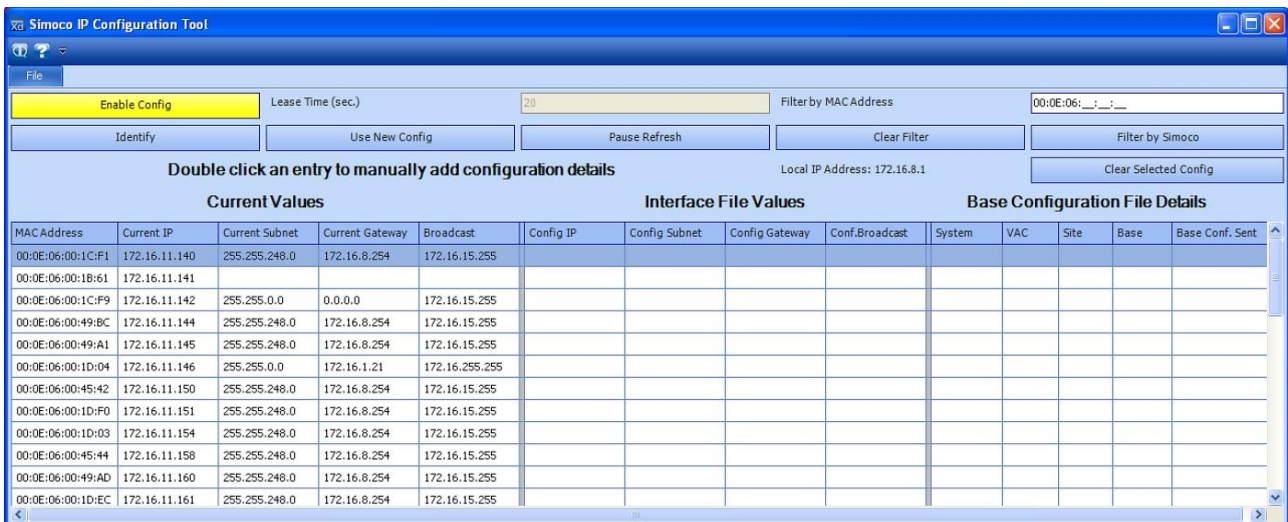 Simoco IP Configuration Tool
File
Enable Config Lease Time (sec.) 20 Filter by MAC Address 00:0E:06:__:__:__
Identify Use New Config Pause Refresh Clear Filter Filter by Simoco
Double click an entry to manually add configuration details Local IP Address: 172.16.8.1 Clear Selected Config
Current Values Interface File Values Base Configuration File Details
MAC Address Current IP Current Subnet Current Gateway Broadcast Config IP Config Subnet Config Gateway Conf.Broadcast System VAC Site Base Base Conf. Sent
00:0E:06:00:1C:F1 172.16.11.140 255.255.248.0 172.16.8.254 172.16.15.255
00:0E:06:00:1B:61 172.16.11.141
00:0E:06:00:1C:F9 172.16.11.142 255.255.0.0 0.0.0.0 172.16.15.255
00:0E:06:00:49:BC 172.16.11.144 255.255.248.0 172.16.8.254 172.16.15.255
00:0E:06:00:49:A1 172.16.11.145 255.255.248.0 172.16.8.254 172.16.15.255
00:0E:06:00:1D:04 172.16.11.146 255.255.0.0 172.16.1.21 172.16.255.255
00:0E:06:00:45:42 172.16.11.150 255.255.248.0 172.16.8.254 172.16.15.255
00:0E:06:00:1D:F0 172.16.11.151 255.255.248.0 172.16.8.254 172.16.15.255
00:0E:06:00:1D:03 172.16.11.154 255.255.248.0 172.16.8.254 172.16.15.255
00:0E:06:00:45:44 172.16.11.158 255.255.248.0 172.16.8.254 172.16.15.255
00:0E:06:00:49:AD 172.16.11.160 255.255.248.0 172.16.8.254 172.16.15.255
00:0E:06:00:1D:EC 172.16.11.161 255.255.248.0 172.16.8.254 172.16.15.255